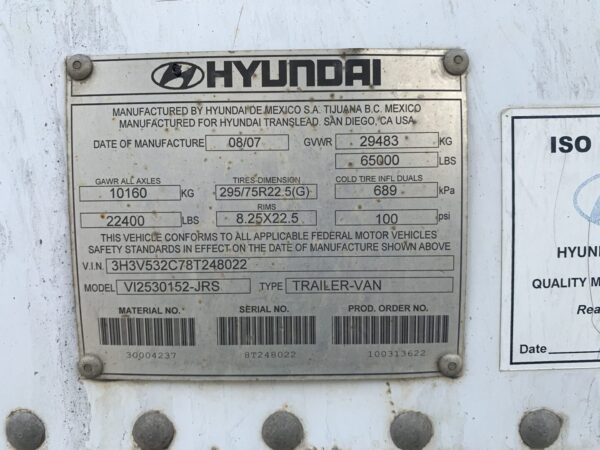 HYUNDAI
MANUFACTURED BY HYUNDAI DE MEXICO S.A. TIJUANA B.C. MEXICO
MANUFACTURED FOR HYUNDAI TRANSLEAD SAN DIEGO, CA USA
DATE OF MANUFACTURE 08/07 GVWR 29483 KG
65000 LBS
GAWR ALL AXLES TIRES-DIMENSION COLD TIRE INFL DUALS
10160 KG 295/75R22.5(G) 689 kPa
RIMS
22400 LBS 8.25X22.5 100 psi
THIS VEHICLE CONFORMS TO ALL APPLICABLE FEDERAL MOTOR VEHICLES
SAFETY STANDARDS IN EFFECT ON THE DATE OF MANUFACTURE SHOWN ABOVE
V.I.N. 3H3V532C78T248022
MODEL VI2530152-JRS TYPE TRAILER-VAN
MATERIAL NO. SERIAL NO. PROD. ORDER NO.
30004237 8T248022 100313622
ISO
HYUN
QUALITY M
Rea
Date